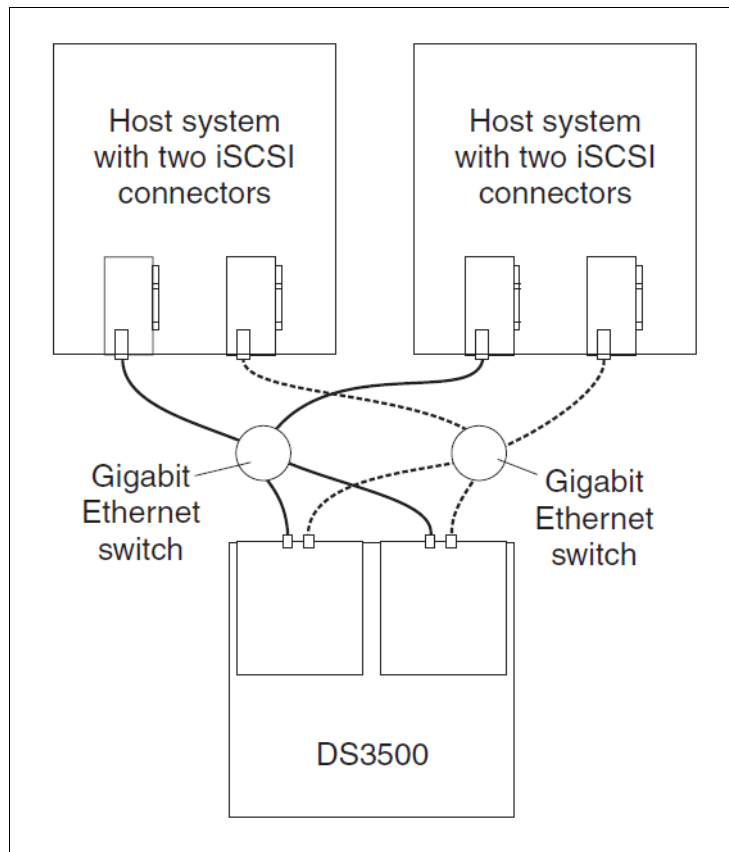 Host system
with two iSCSI
connectors
Host system
with two iSCSI
connectors
Gigabit
Ethernet
switch
Gigabit
Ethernet
switch
DS3500